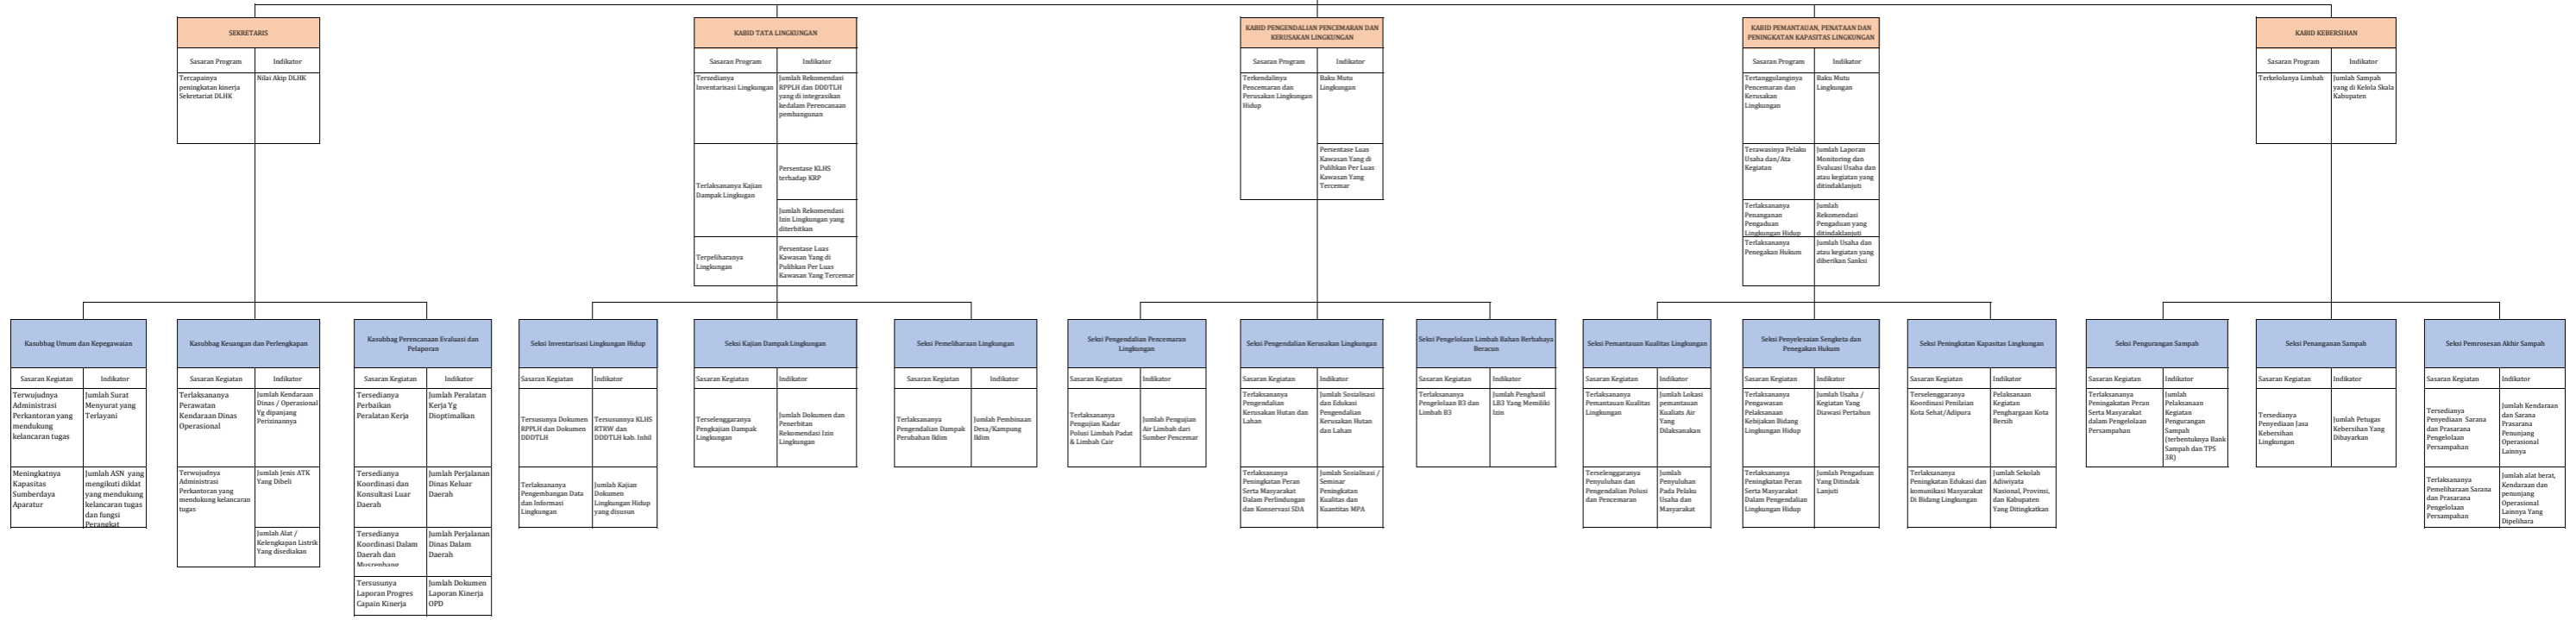 SEKRETARIS
Sasaran Program
Indikator
Tercapainya
peningkatan kinerja
Sekretariat DLHK
Nilai Akip DLHK
KABID TATA LINGKUNGAN
Sasaran Program
Indikator
Tersedianya
Inventarisasi Lingkungan
Jumlah Rekomendasi
RPPLH dan DDDTLH
yang di integrasikan
kedalam Perencanaan
pembangunan
Terlaksananya Kajian
Dampak Lingkugan
Persentase KLHS
terhadap KRP
Jumlah Rekomendasi
Izin Lingkungan yang
diterbitkan
Terpeliharanya
Lingkungan
Persentase Luas
Kawasan Yang di
Pulihkan Per Luas
Kawasan Yang Tercemar
KABID PENGENDALIAN PENCEMARAN DAN
KERUSAKAN LINGKUNGAN
Sasaran Program
Indikator
Terkendalinya
Pencemaran dan
Perusakan Lingkungan
Hidup
Baku Mutu
Lingkungan
Persentase Luas
Kawasan Yang di
Pulihkan Per Luas
Kawasan Yang
Tercemar
KABID PEMANTAUAN, PENATAAN DAN
PENINGKATAN KAPASITAS LINGKUNGAN
Sasaran Program
Indikator
Tertanggulanginya
Pencemaran dan
Kerusakan
Lingkungan
Baku Mutu
Lingkungan
Terawasinya Pelaku
Usaha dan/Ata
Kegiatan
Jumlah Laporan
Monitoring dan
Evaluasi Usaha dan
atau kegiatan yang
ditindaklanjuti
Terlaksananya
Penanganan
Pengaduan
Lingkungan Hidup
Jumlah
Rekomendasi
Pengaduan yang
ditindaklanjuti
Terlaksananya
Penegakan Hukum
Jumlah Usaha dan
atau kegiatan yang
diberikan Sanksi
KABID KEBERSIHAN
Sasaran Program
Indikator
Terkelolanya Limbah
Jumlah Sampah
yang di Kelola Skala
Kabupaten
Kasubbag Umum dan Kepegawaian
Sasaran Kegiatan
Indikator
Terwujudnya
Administrasi
Perkantoran yang
mendukung
kelancaran tugas
Jumlah Surat
Menyurat yang
Terlayani
Meningkatnya
Kapasitas
Sumberdaya
Aparatur
Jumlah ASN yang
mengikuti diklat
yang mendukung
kelancaran tugas
dan fungsi
Perangkat
Kasubbag Keuangan dan Perlengkapan
Sasaran Kegiatan
Indikator
Terlaksananya
Perawatan
Kendaraan Dinas
Operasional
Jumlah Kendaraan
Dinas / Operasional
Yg dipanjang
Perizinannya
Terwujudnya
Administrasi
Perkantoran yang
mendukung kelancaran
tugas
Jumlah Jenis ATK
Yang Dibeli
Jumlah Alat /
Kelengkapan Listrik
Yang disediakan
Kasubbag Perencanaan Evaluasi dan
Pelaporan
Sasaran Kegiatan
Indikator
Tersedianya
Perbaikan
Peralatan Kerja
Jumlah Peralatan
Kerja Yg
Dioptimalkan
Tersedianya
Koordinasi dan
Konsultasi Luar
Daerah
Jumlah Perjalanan
Dinas Keluar
Daerah
Tersedianya
Koordinasi Dalam
Daerah dan
Musrenbang
Jumlah Perjalanan
Dinas Dalam
Daerah
Tersusunya
Laporan Progres
Capain Kinerja
Jumlah Dokumen
Laporan Kinerja
OPD
Seksi Inventarisasi Lingkungan Hidup
Sasaran Kegiatan
Indikator
Tersusunya Dokumen
RPPLH dan Dokumen
DDDTLH
Tersusunnya KLHS
RTRW dan
DDDTLH kab. Inhil
Terlaksananya
Pengembangan Data
dan Informasi
Lingkungan
Jumlah Kajian
Dokumen
Lingkungan Hidup
yang disusun
Seksi Kajian Dampak Lingkungan
Sasaran Kegiatan
Indikator
Terselenggaranya
Pengkajian Dampak
Lingkungan
Jumlah Dokumen dan
Penerbitan
Rekomendasi Izin
Lingkungan
Seksi Pemeliharaan Lingkungan
Sasaran Kegiatan
Indikator
Terlaksananya
Pengendalian Dampak
Perubahan Iklim
Jumlah Pembinaan
Desa/Kampung
Iklim
Seksi Pengendalian Pencemaran
Lingkungan
Sasaran Kegiatan
Indikator
Terlaksananya
Pengujian Kadar
Polusi Limbah Padat
& Limbah Cair
Jumlah Pengujian
Air Limbah dari
Sumber Pencemar
Seksi Pengendalian Kerusakan Lingkungan
Sasaran Kegiatan
Indikator
Terlaksananya
Pengendalian
Kerusakan Hutan dan
Lahan
Jumlah Sosialisasi
dan Edukasi
Pengendalian
Kerusakan Hutan
dan Lahan
Terlaksananya
Peningkatan Peran
Serta Masyarakat
Dalam Perlindungan
dan Konservasi SDA
Jumlah Sosialisasi /
Seminar
Peningkatan
Kualitas dan
Kuantitas MPA
Seksi Pengelolaan Limbah Bahan Berbahaya
Beracun
Sasaran Kegiatan
Indikator
Terlaksananya
Pengelolaan B3 dan
Limbah B3
Jumlah Penghasil
LB3 Yang Memiliki
Izin
Seksi Pemantauan Kualitas Lingkungan
Sasaran Kegiatan
Indikator
Terlaksananya
Pemantauan Kualitas
Lingkungan
Jumlah Lokasi
pemantauan
Kualiats Air
Yang
Dilaksanakan
Terselenggaranya
Penyuluhan dan
Pengendalian Polusi
dan Pencemaran
Jumlah
Penyuluhan
Pada Pelaku
Usaha dan
Masyarakat
Seksi Penyelesaian Sengketa dan
Penegakan Hukum
Sasaran Kegiatan
Indikator
Terlaksananya
Pengawasan
Pelaksanaan
Kebijakan Bidang
Lingkungan Hidup
Jumlah Usaha /
Kegiatan Yang
Diawasi Pertahun
Terlaksananya
Peningkatan Peran
Serta Masyarakat
Dalam Pengendalian
Lingkungan Hidup
Jumlah Pengaduan
Yang Ditindak
Lanjuti
Seksi Peningkatan Kapasitas Lingkungan
Sasaran Kegiatan
Indikator
Terselenggaranya
Koordinasi Penilaian
Kota Sehat/Adipura
Pelaksanaan
Kegiatan
Penghargaan Kota
Bersih
Terlaksananya
Peningkatan Edukasi dan
komunikasi Masyarakat
Di Bidang Lingkungan
Jumlah Sekolah
Adiwiyata
Nasional, Provinsi,
dan Kabupaten
Yang Ditingkatkan
Seksi Pengurangan Sampah
Sasaran Kegiatan
Indikator
Terlaksananya
Peningakatan Peran
Serta Masyarakat
dalam Pengelolaan
Persampahan
Jumlah
Pelaksanaan
Kegiatan
Pengurangan
Sampah
(terbentuknya Bank
Sampah dan TPS
3R)
Seksi Penanganan Sampah
Sasaran Kegiatan
Indikator
Tersedianya
Penyediaan Jasa
Kebersihan
Lingkungan
Jumlah Petugas
Kebersihan Yang
Dibayarkan
Seksi Pemrosesan Akhir Sampah
Sasaran Kegiatan
Indikator
Tersedianya
Penyediaan Sarana
dan Prasarana
Pengelolaan
Persampahan
Jumlah Kendaraan
dan Sarana
Prasarana
Penunjang
Operasional
Lainnya
Terlaksananya
Pemeliharaan Sarana
dan Prasarana
Pengelolaan
Persampahan
Jumlah alat berat,
Kendaraan dan
penunjang
Operasional
Lainnya Yang
Dipelihara